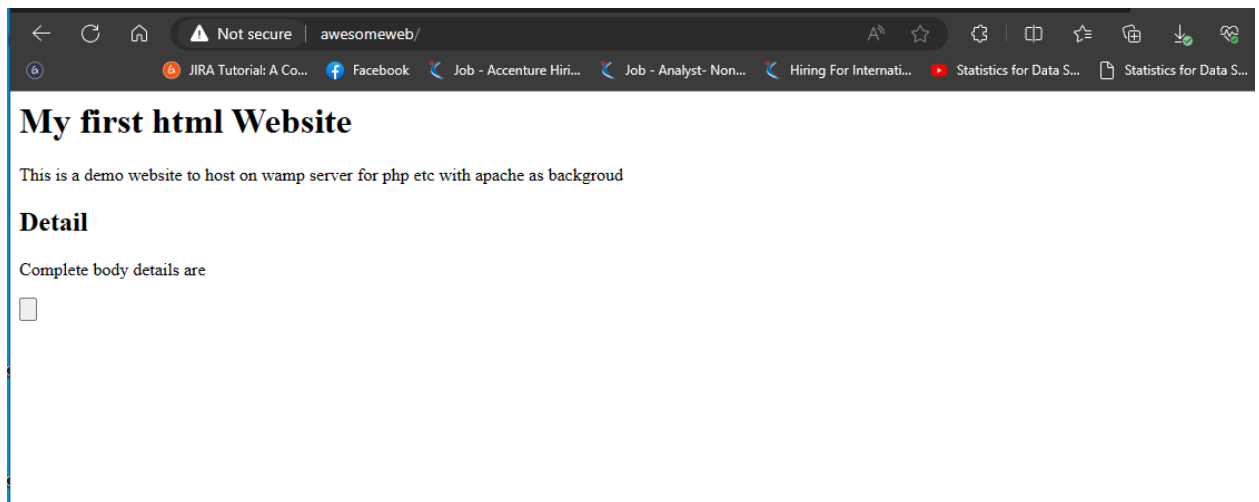 Not secure awesomeweb/
JIRA Tutorial: A Co... Facebook Job - Accenture Hiri... Job - Analyst- Non... Hiring For Internati... Statistics for Data S... Statistics for Data S...
My first html Website
This is a demo website to host on wamp server for php etc with apache as backgroud
Detail
Complete body details are